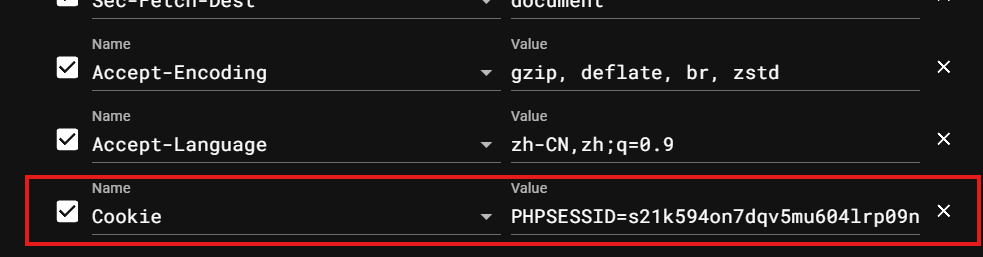 Sec-Fetch-Dest document
Name Value
Accept-Encoding gzip, deflate, br, zstd
Name Value
Accept-Language zh-CN,zh;q=0.9
Name Value
Cookie PHPSESSID=s21k594on7dqv5mu604lrp09n